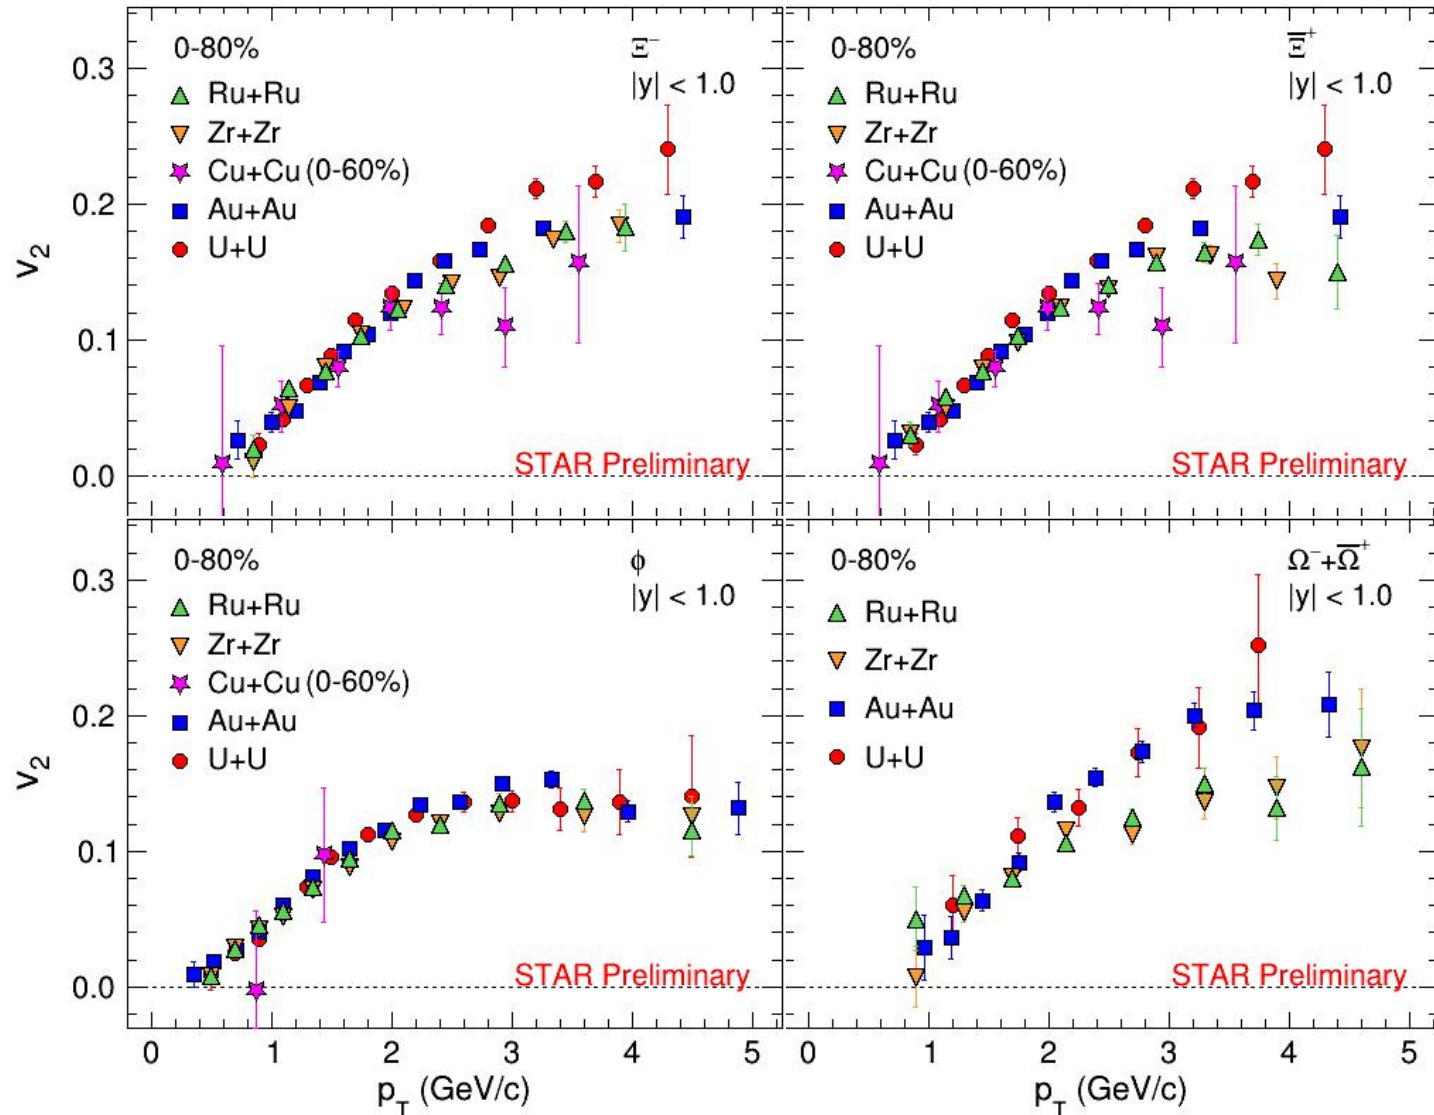 0-80%
Ξ⁻
|y| < 1.0
Ru+Ru
Zr+Zr
Cu+Cu (0-60%)
Au+Au
U+U
STAR Preliminary
v₂
0.3
0.2
0.1
0.0
0-80%
Ξ̅⁺
|y| < 1.0
Ru+Ru
Zr+Zr
Cu+Cu (0-60%)
Au+Au
U+U
STAR Preliminary
0-80%
ϕ
|y| < 1.0
Ru+Ru
Zr+Zr
Cu+Cu (0-60%)
Au+Au
U+U
STAR Preliminary
v₂
0.3
0.2
0.1
0.0
0 1 2 3 4 5
p_T (GeV/c)
0-80%
Ω⁻+Ω̅⁺
|y| < 1.0
Ru+Ru
Zr+Zr
Au+Au
U+U
STAR Preliminary
1 2 3 4 5
p_T (GeV/c)